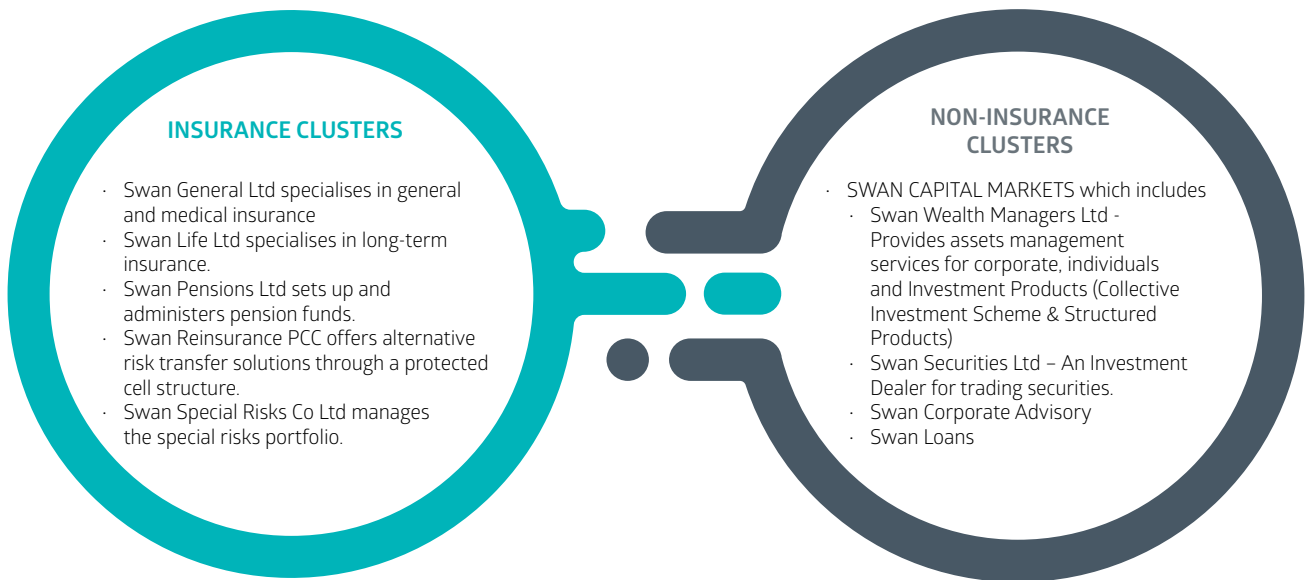 INSURANCE CLUSTERS
· Swan General Ltd specialises in general
and medical insurance
· Swan Life Ltd specialises in long-term
insurance.
· Swan Pensions Ltd sets up and
administers pension funds.
· Swan Reinsurance PCC offers alternative
risk transfer solutions through a protected
cell structure.
· Swan Special Risks Co Ltd manages
the special risks portfolio.
NON-INSURANCE
CLUSTERS
· SWAN CAPITAL MARKETS which includes
· Swan Wealth Managers Ltd -
Provides assets management
services for corporate, individuals
and Investment Products (Collective
Investment Scheme & Structured
Products)
· Swan Securities Ltd – An Investment
Dealer for trading securities.
· Swan Corporate Advisory
· Swan Loans